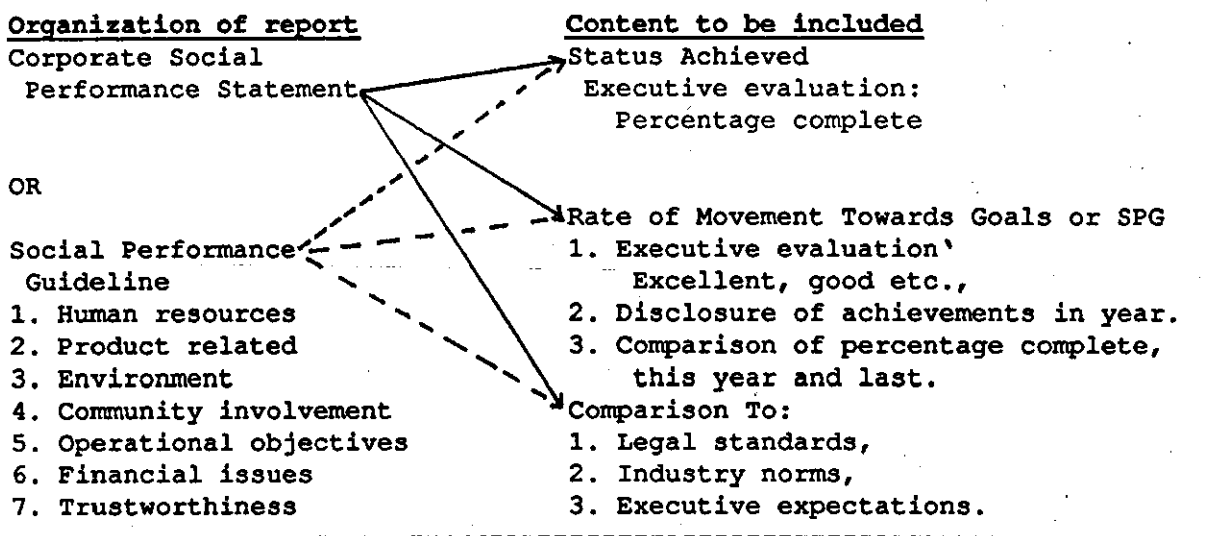 Organization of report
Corporate Social
Performance Statement
OR
Social Performance
Guideline
1. Human resources
2. Product related
3. Environment
4. Community involvement
5. Operational objectives
6. Financial issues
7. Trustworthiness
Content to be included
Status Achieved
Executive evaluation:
Percentage complete
Rate of Movement Towards Goals or SPG
1. Executive evaluation
Excellent, good etc.,
2. Disclosure of achievements in year.
3. Comparison of percentage complete,
this year and last.
Comparison To:
1. Legal standards,
2. Industry norms,
3. Executive expectations.